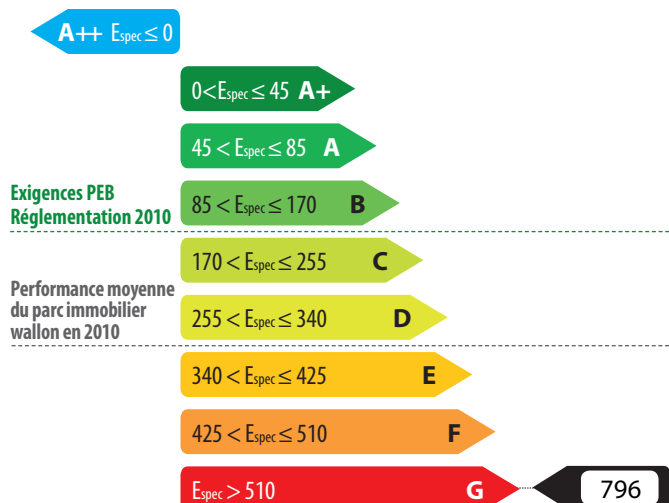 A++ Espec ≤ 0
0<Espec ≤ 45 A+
45 < Espec ≤ 85 A
Exigences PEB
Réglementation 2010
85 < Espec ≤ 170 B
170 < Espec ≤ 255 C
Performance moyenne
du parc immobilier
wallon en 2010
255 < Espec ≤ 340 D
340 < Espec ≤ 425 E
425 < Espec ≤ 510 F
Espec > 510 G 796